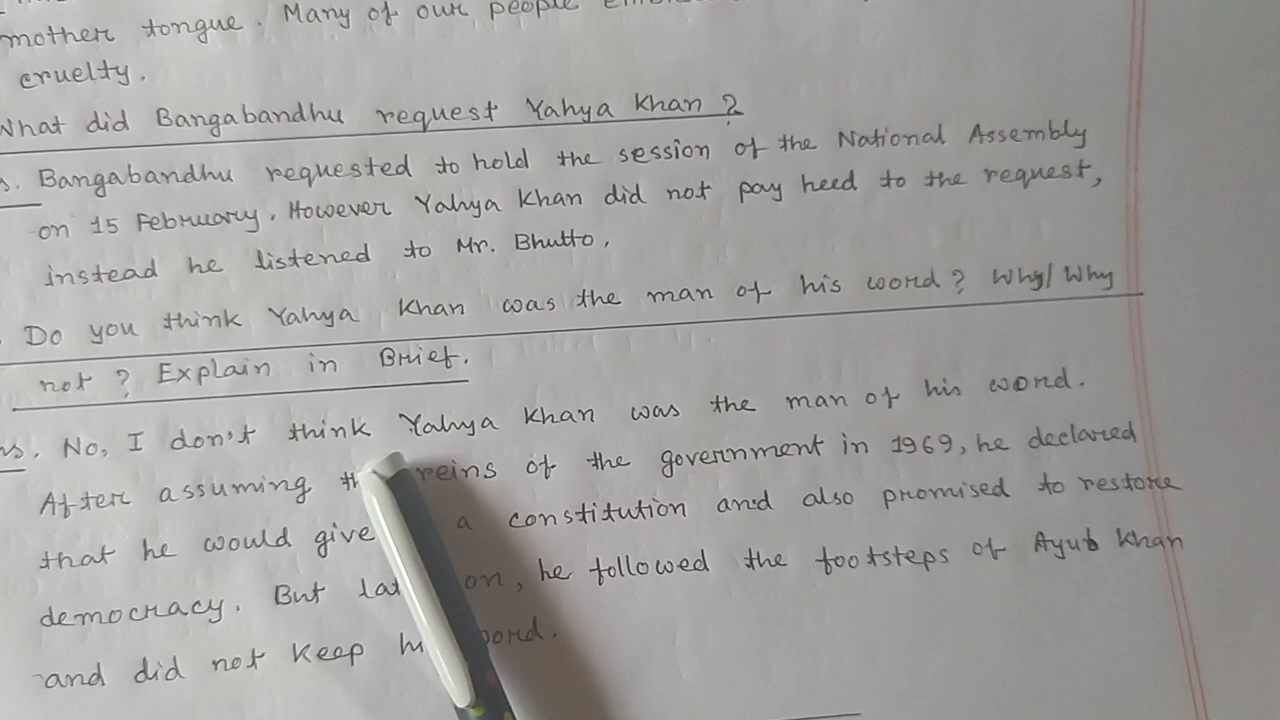 mother tongue. Many of our people
cruelty.
What did Bangabandhu request Yahya Khan?
s. Bangabandhu requested to hold the session of the National Assembly
on 15 February. However Yahya Khan did not pay heed to the request,
instead he listened to Mr. Bhutto.
Do you think Yahya Khan was the man of his word? Why/Why
not? Explain in Brief.
ns. No, I don't think Yahya Khan was the man of his word.
After assuming reins of the government in 1969, he declared
that he would give a constitution and also promised to restore
democracy. But on, he followed the footsteps of Ayub Khan
and did not keep word.